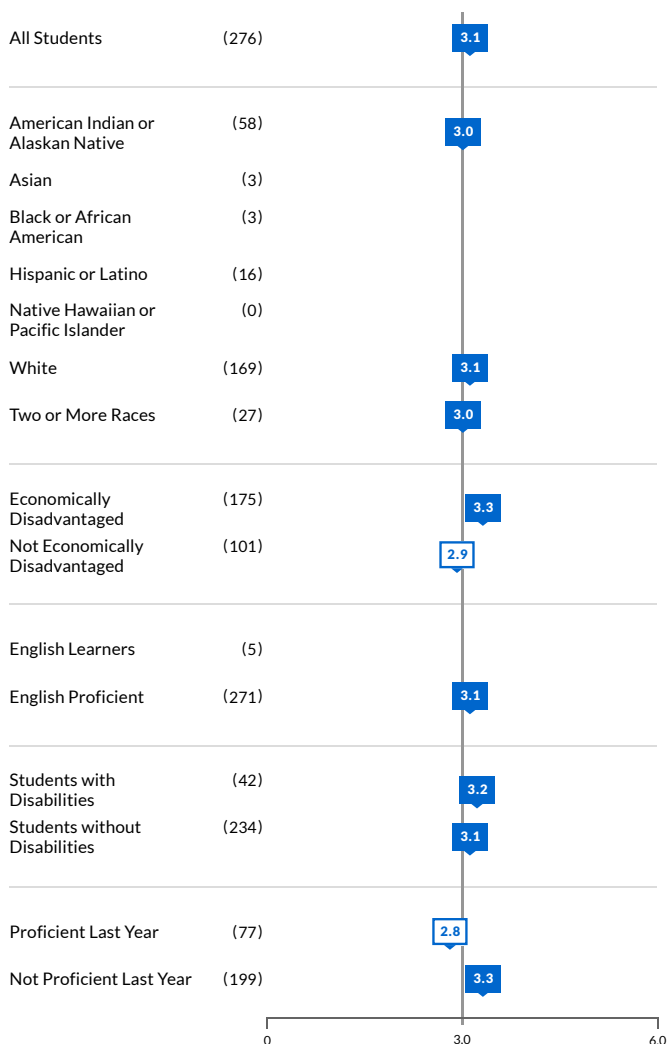 All Students (276) 3.1
American Indian or (58)
Alaskan Native 3.0
Asian (3)
Black or African (3)
American
Hispanic or Latino (16)
Native Hawaiian or (0)
Pacific Islander
White (169) 3.1
Two or More Races (27) 3.0
Economically (175)
Disadvantaged 3.3
Not Economically (101)
Disadvantaged 2.9
English Learners (5)
English Proficient (271) 3.1
Students with (42)
Disabilities 3.2
Students without (234)
Disabilities 3.1
Proficient Last Year (77) 2.8
Not Proficient Last Year (199) 3.3
0 3.0 6.0